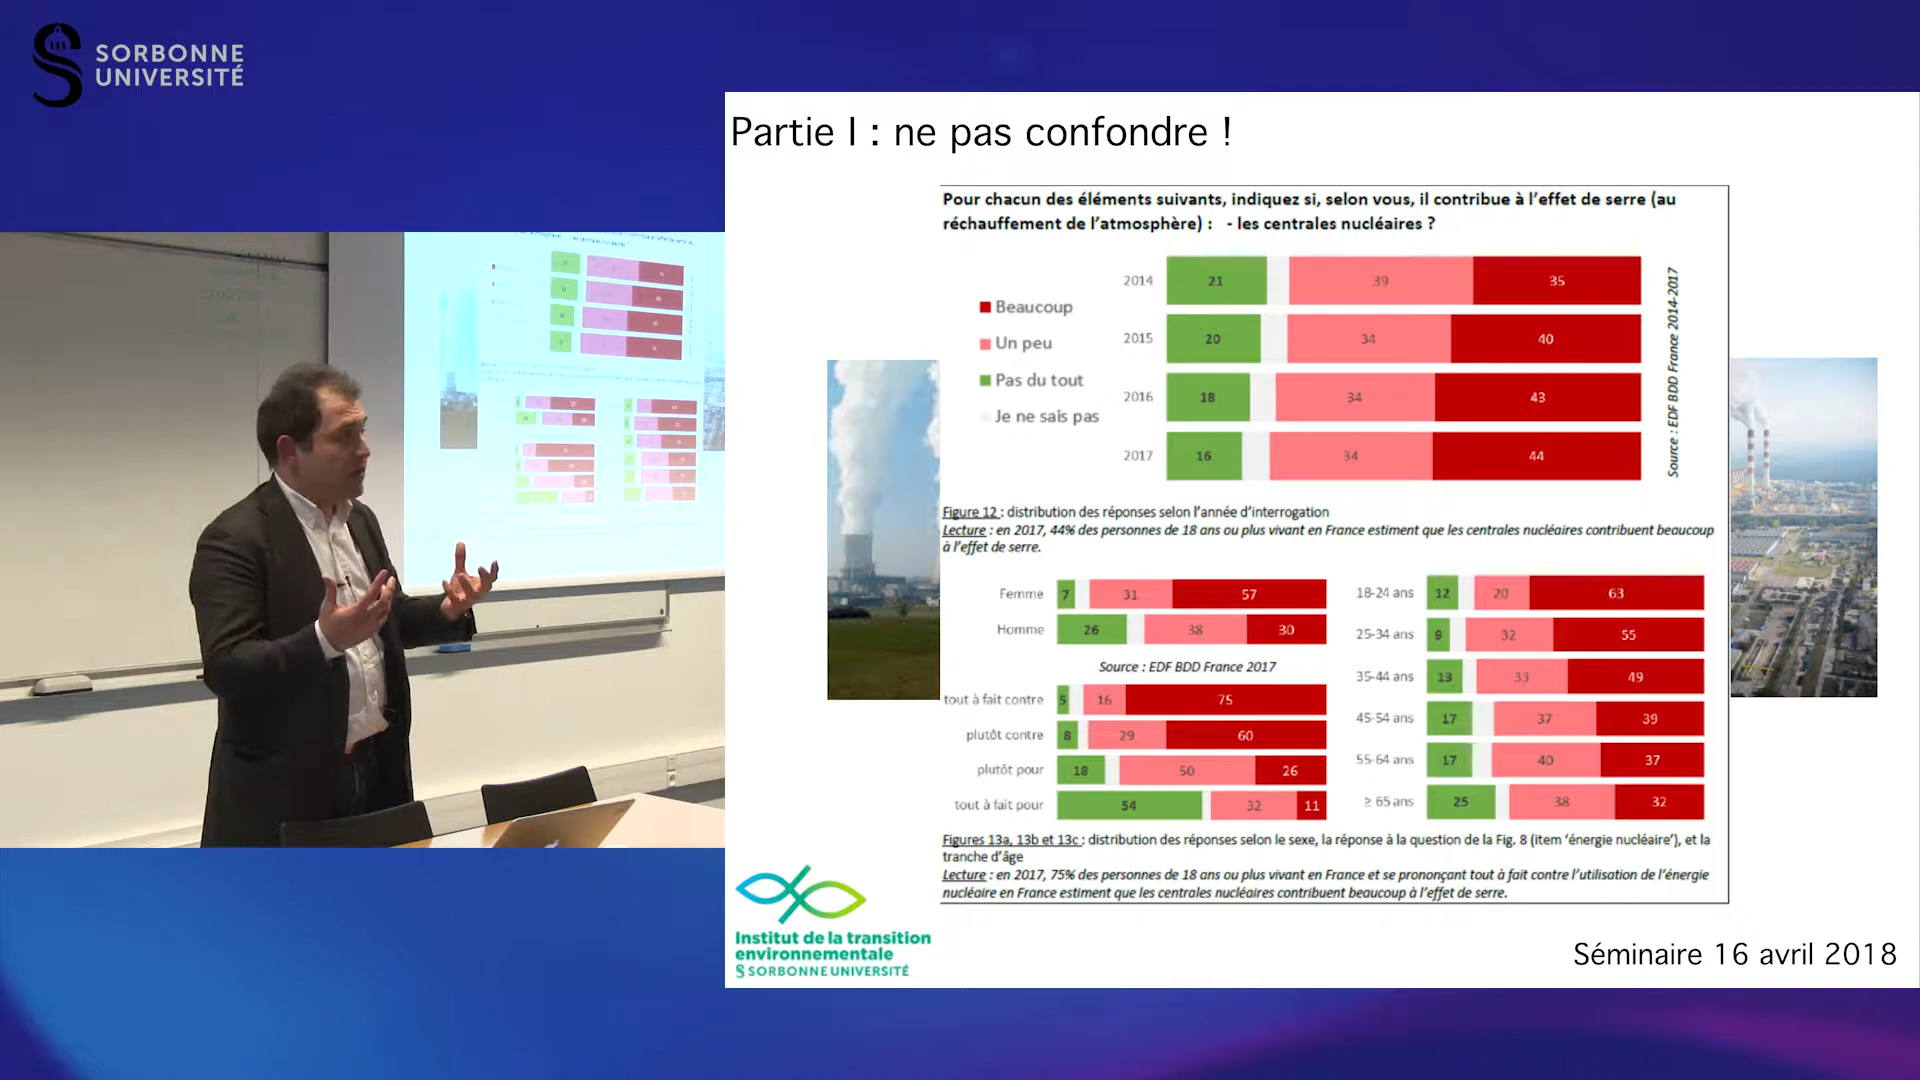 SORBONNE
UNIVERSITÉ
Partie I : ne pas confondre !
Pour chacun des éléments suivants, indiquez si, selon vous, il contribue à l'effet de serre (au
réchauffement de l'atmosphère) :   - les centrales nucléaires ?
Beaucoup
Un peu
Pas du tout
Je ne sais pas
2014 21 39 35
2015 20 34 40
2016 18 34 43
2017 16 34 44
Source : EDF BDD France 2014-2017
Figure 12 : distribution des réponses selon l'année d'interrogation
Lecture : en 2017, 44% des personnes de 18 ans ou plus vivant en France estiment que les centrales nucléaires contribuent beaucoup
à l'effet de serre.
Femme 7 31 57
Homme 26 38 30
Source : EDF BDD France 2017
tout à fait contre 5 16 75
plutôt contre 8 29 60
plutôt pour 18 50 26
tout à fait pour 54 32 11
18-24 ans 12 20 63
25-34 ans 9 32 55
35-44 ans 13 33 49
45-54 ans 17 37 39
55-64 ans 17 40 37
≥ 65 ans 25 38 32
Figures 13a, 13b et 13c : distribution des réponses selon le sexe, la réponse à la question de la Fig. 8 (item 'énergie nucléaire'), et la
tranche d'âge
Lecture : en 2017, 75% des personnes de 18 ans ou plus vivant en France et se prononçant tout à fait contre l'utilisation de l'énergie
nucléaire en France estiment que les centrales nucléaires contribuent beaucoup à l'effet de serre.
Institut de la transition
environnementale
SORBONNE UNIVERSITÉ
Séminaire 16 avril 2018